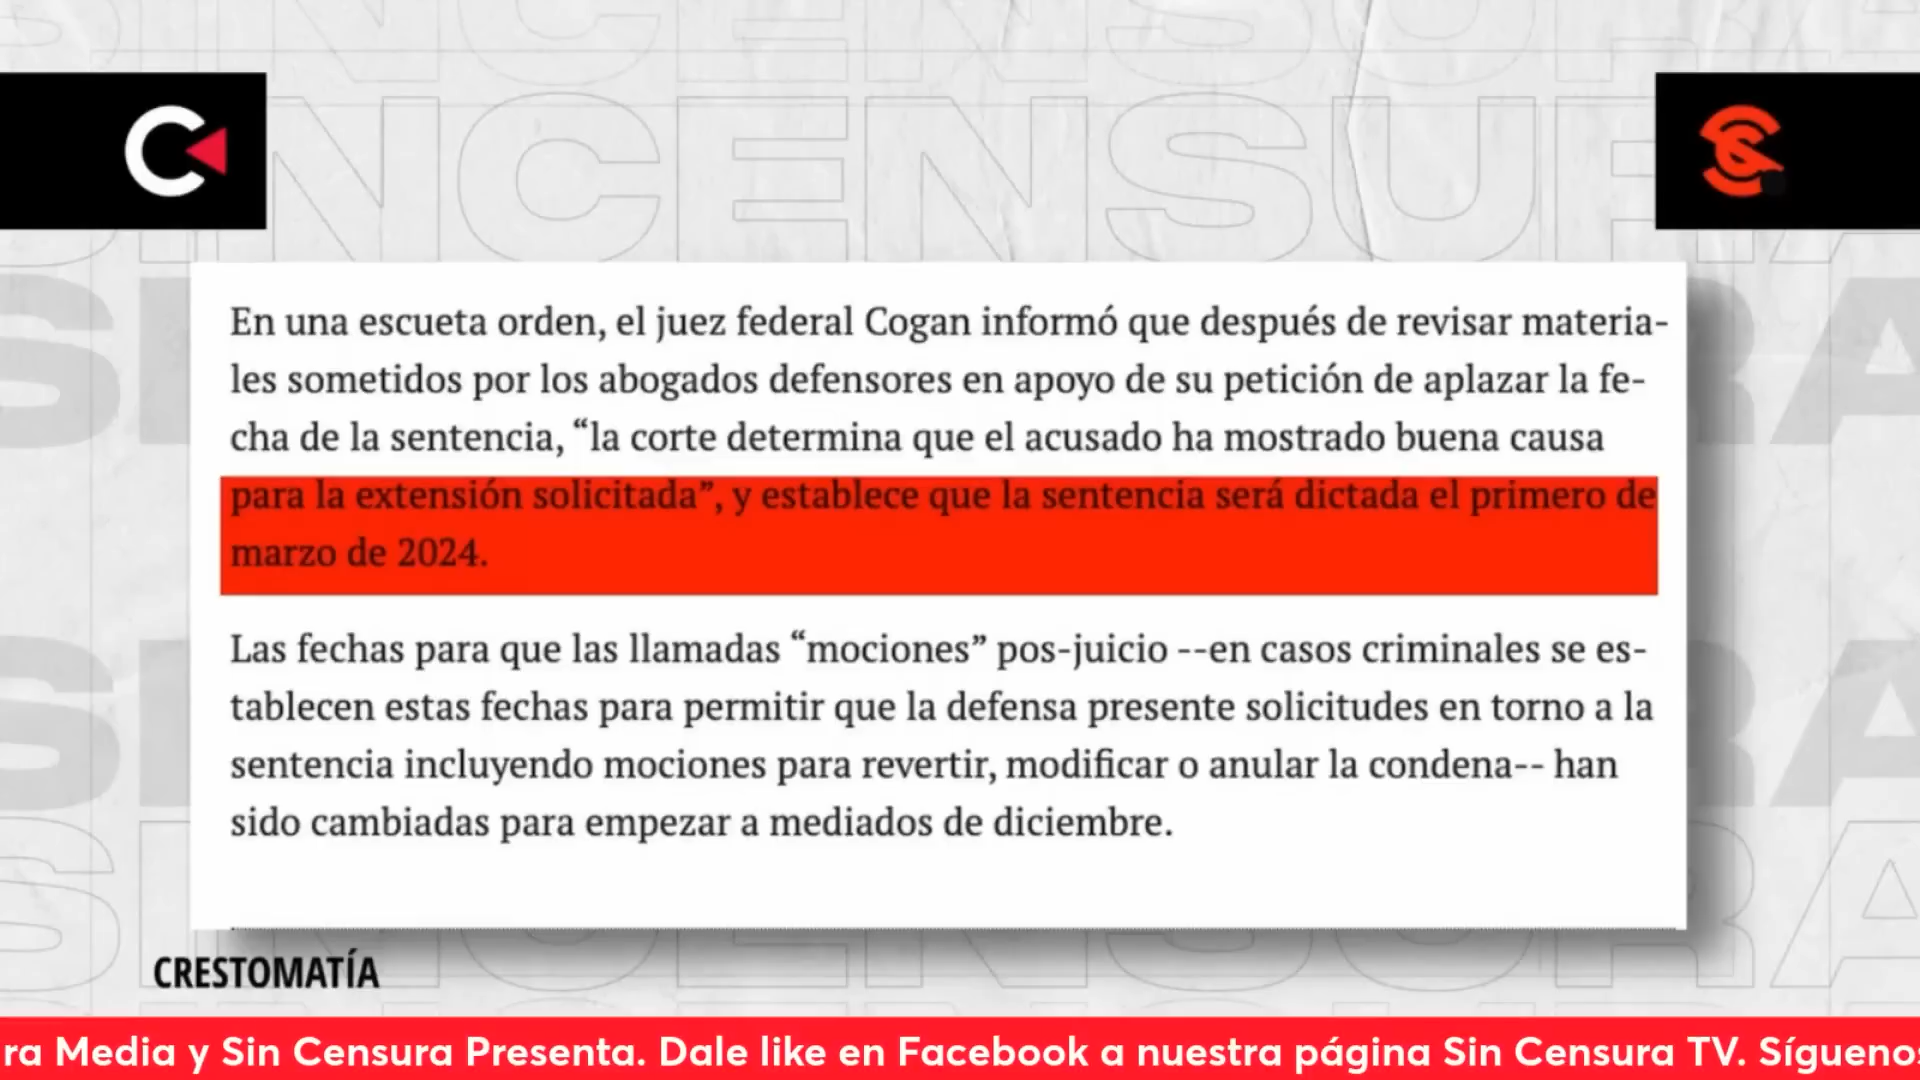 En una escueta orden, el juez federal Cogan informó que después de revisar materia-
les sometidos por los abogados defensores en apoyo de su petición de aplazar la fe-
cha de la sentencia, “la corte determina que el acusado ha mostrado buena causa
para la extensión solicitada”, y establece que la sentencia será dictada el primero de
marzo de 2024.
Las fechas para que las llamadas “mociones” pos-juicio --en casos criminales se es-
tablecen estas fechas para permitir que la defensa presente solicitudes en torno a la
sentencia incluyendo mociones para revertir, modificar o anular la condena-- han
sido cambiadas para empezar a mediados de diciembre.
CRESTOMATÍA
ra Media y Sin Censura Presenta. Dale like en Facebook a nuestra página Sin Censura TV. Síguenos